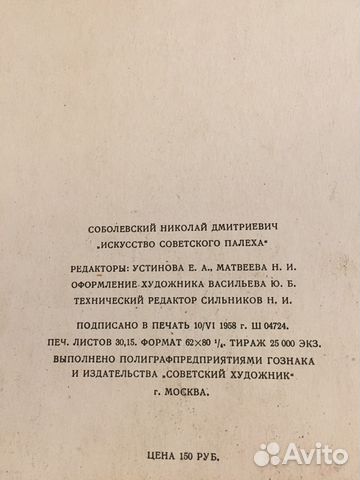 СОБОЛЕВСКИЙ НИКОЛАЙ ДМИТРИЕВИЧ
„ИСКУССТВО СОВЕТСКОГО ПАЛЕХА“
РЕДАКТОРЫ: УСТИНОВА Е. А., МАТВЕЕВА Н. И.
ОФОРМЛЕНИЕ ХУДОЖНИКА ВАСИЛЬЕВА Ю. Б.
ТЕХНИЧЕСКИЙ РЕДАКТОР СИЛЬНИКОВ Н. И.
ПОДПИСАНО В ПЕЧАТЬ 10/VI 1958 г. Ш 04724.
ПЕЧ. ЛИСТОВ 30,15. ФОРМАТ 62×80 1/8. ТИРАЖ 25 000 ЭКЗ.
ВЫПОЛНЕНО ПОЛИГРАФПРЕДПРИЯТИЯМИ ГОЗНАКА
И ИЗДАТЕЛЬСТВА „СОВЕТСКИЙ ХУДОЖНИК“
г. МОСКВА.
ЦЕНА 150 РУБ.
Avito